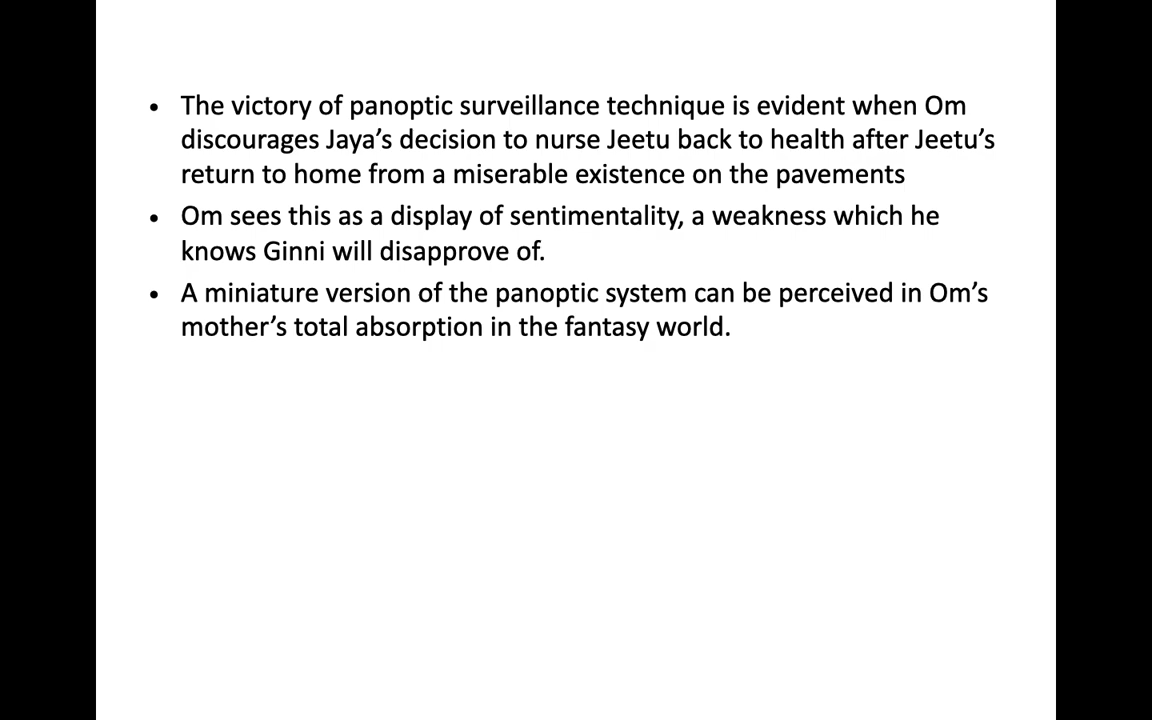 • The victory of panoptic surveillance technique is evident when Om
discourages Jaya’s decision to nurse Jeetu back to health after Jeetu’s
return to home from a miserable existence on the pavements
• Om sees this as a display of sentimentality, a weakness which he
knows Ginni will disapprove of.
• A miniature version of the panoptic system can be perceived in Om’s
mother’s total absorption in the fantasy world.